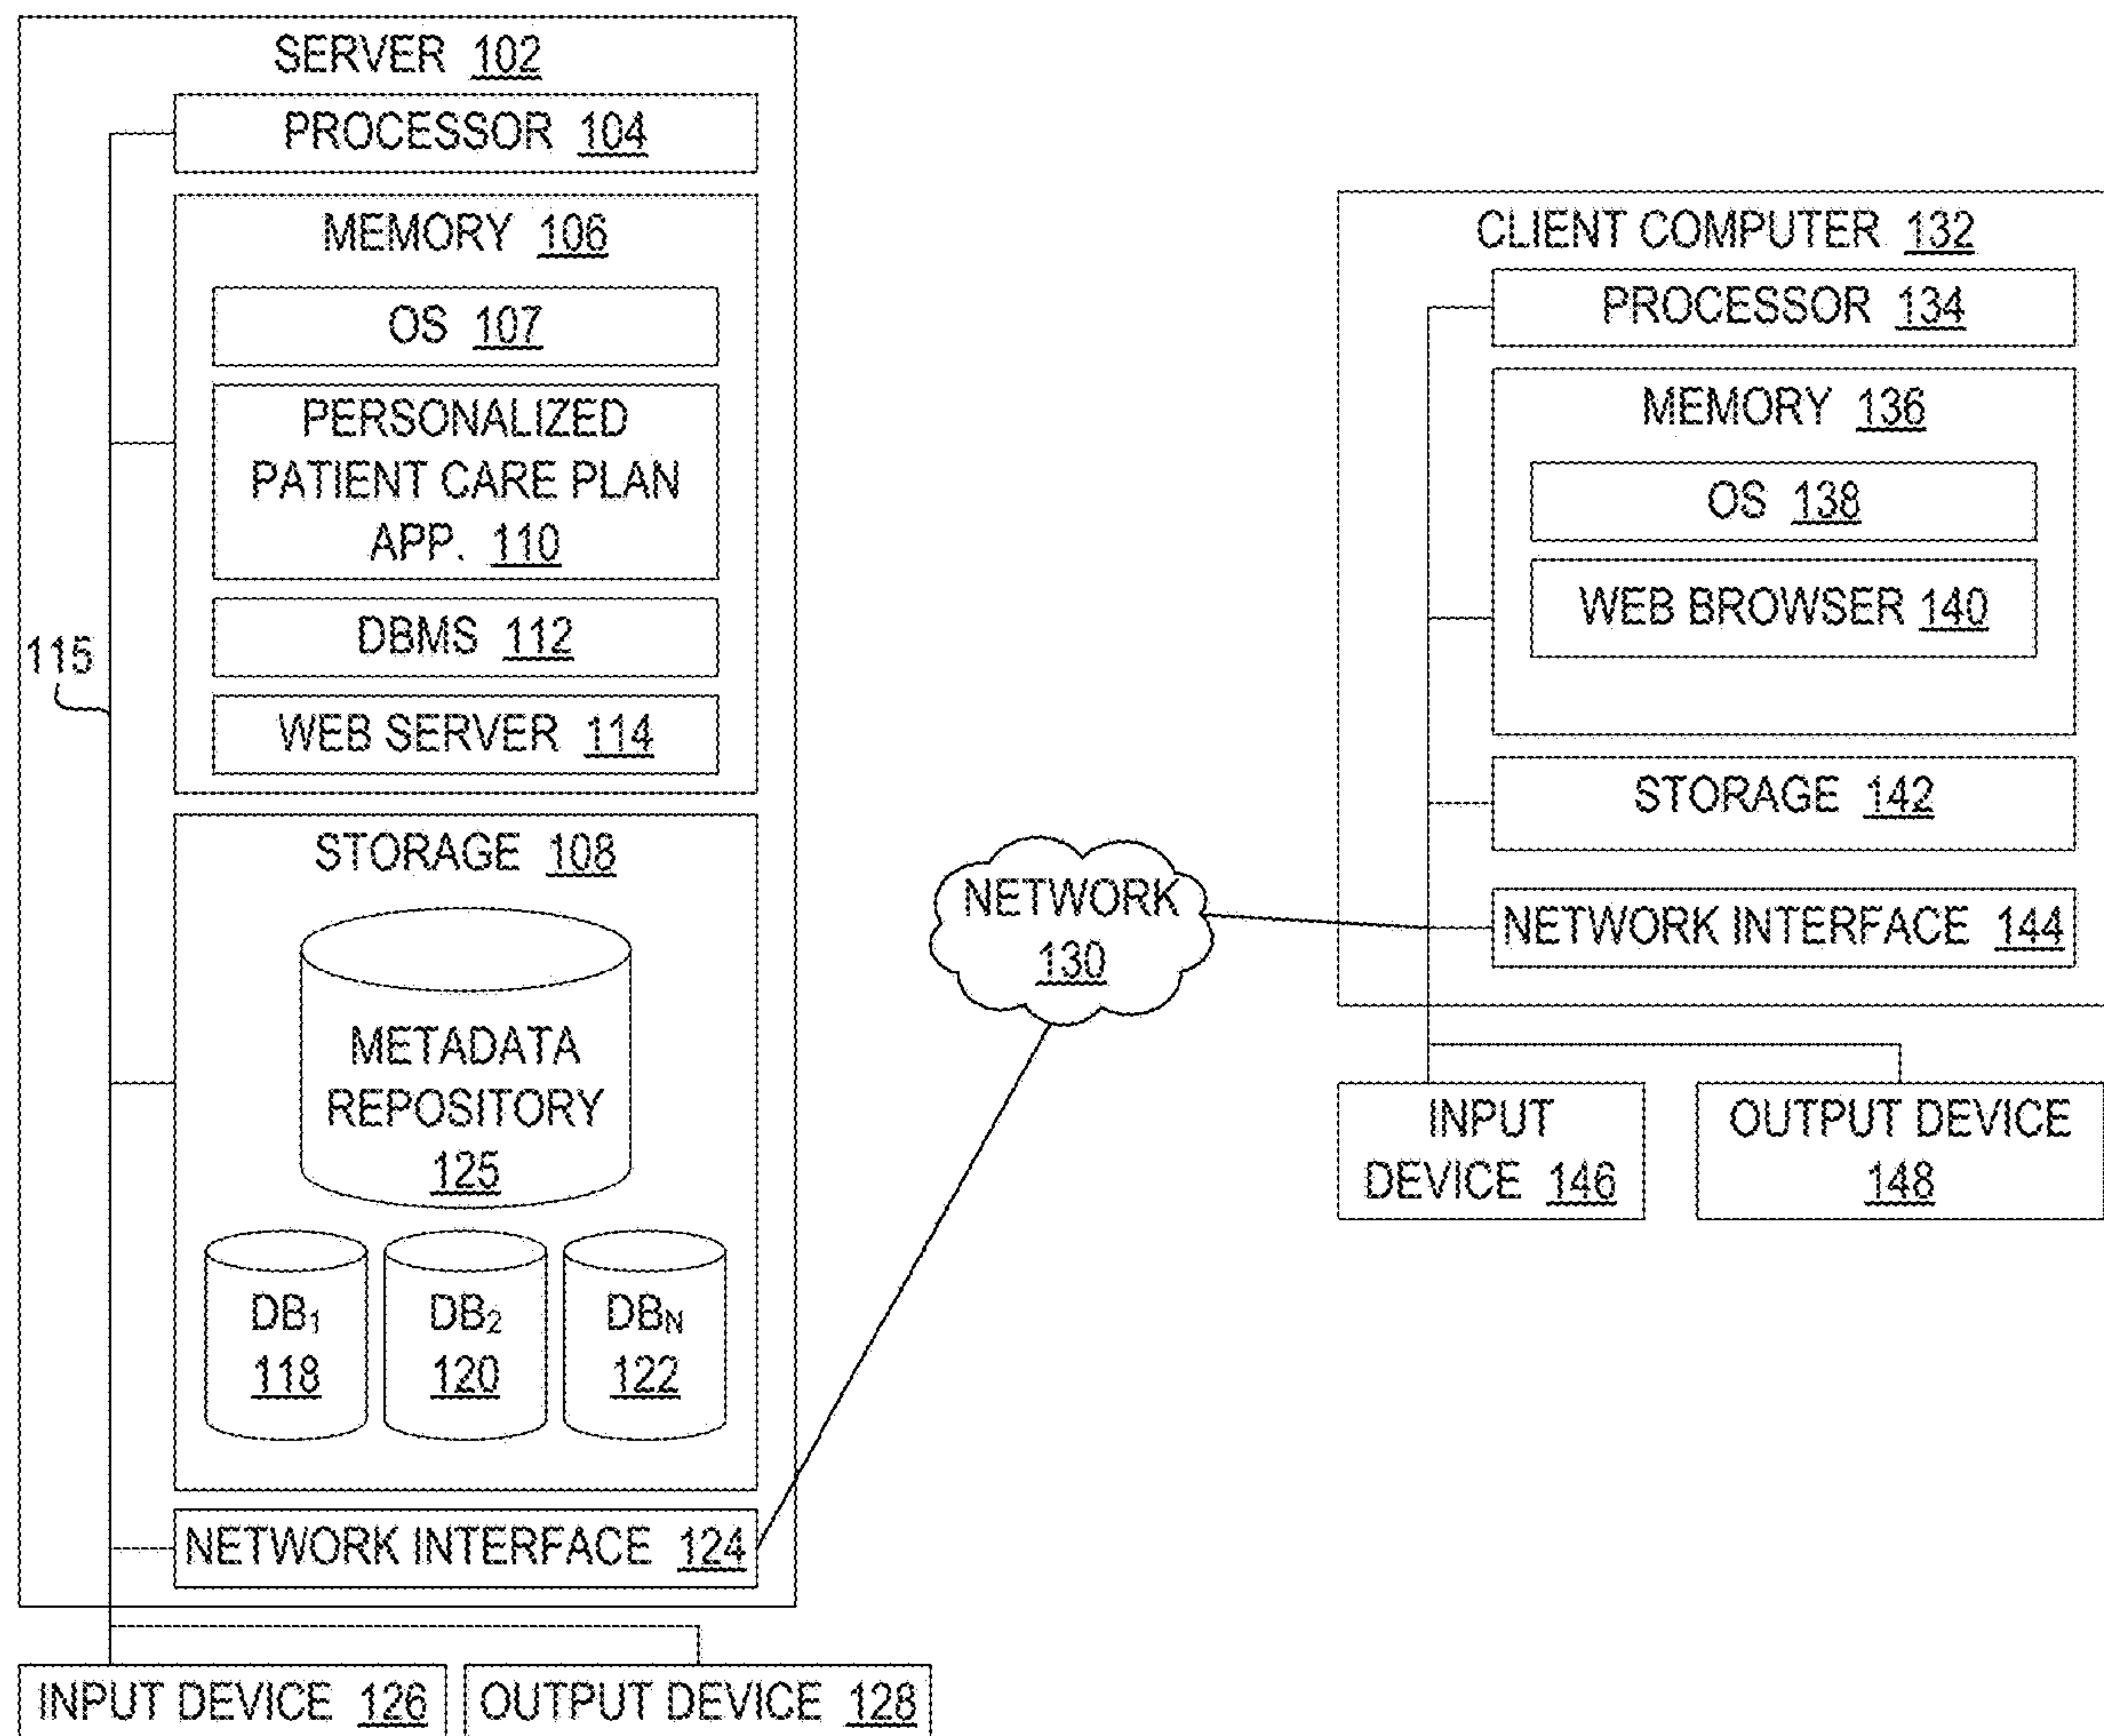 SERVER 102
PROCESSOR 104
MEMORY 106
OS 107
PERSONALIZED
PATIENT CARE PLAN
APP. 110
DBMS 112
WEB SERVER 114
115
STORAGE 108
METADATA
REPOSITORY
125
DB1
118
DB2
120
DBN
122
NETWORK INTERFACE 124
INPUT DEVICE 126
OUTPUT DEVICE 128
NETWORK
130
CLIENT COMPUTER 132
PROCESSOR 134
MEMORY 136
OS 138
WEB BROWSER 140
STORAGE 142
NETWORK INTERFACE 144
INPUT
DEVICE 146
OUTPUT DEVICE
148